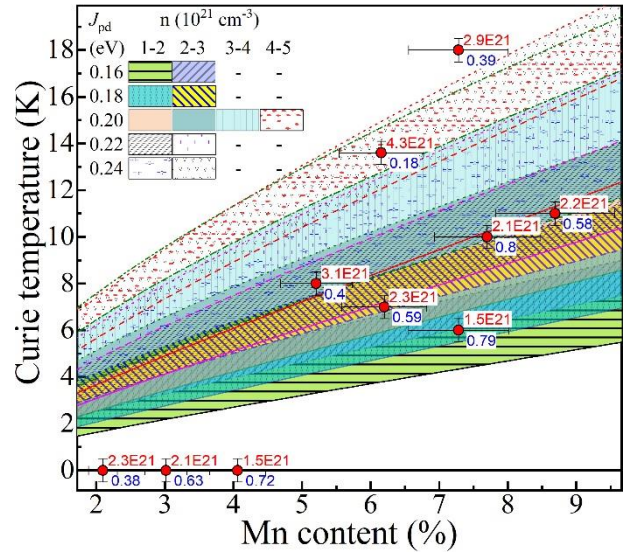 J_pd n (10^21 cm^-3)
(eV) 1-2 2-3 3-4 4-5
0.16 - -
0.18 - -
0.20
0.22 - -
0.24 - -
2.9E21
0.39
4.3E21
0.18
2.2E21
0.58
2.1E21
0.8
3.1E21
0.4
2.3E21
0.59
1.5E21
0.79
2.3E21
0.38
2.1E21
0.63
1.5E21
0.72
18
16
14
12
10
8
6
4
2
0
Curie temperature (K)
2 3 4 5 6 7 8 9
Mn content (%)